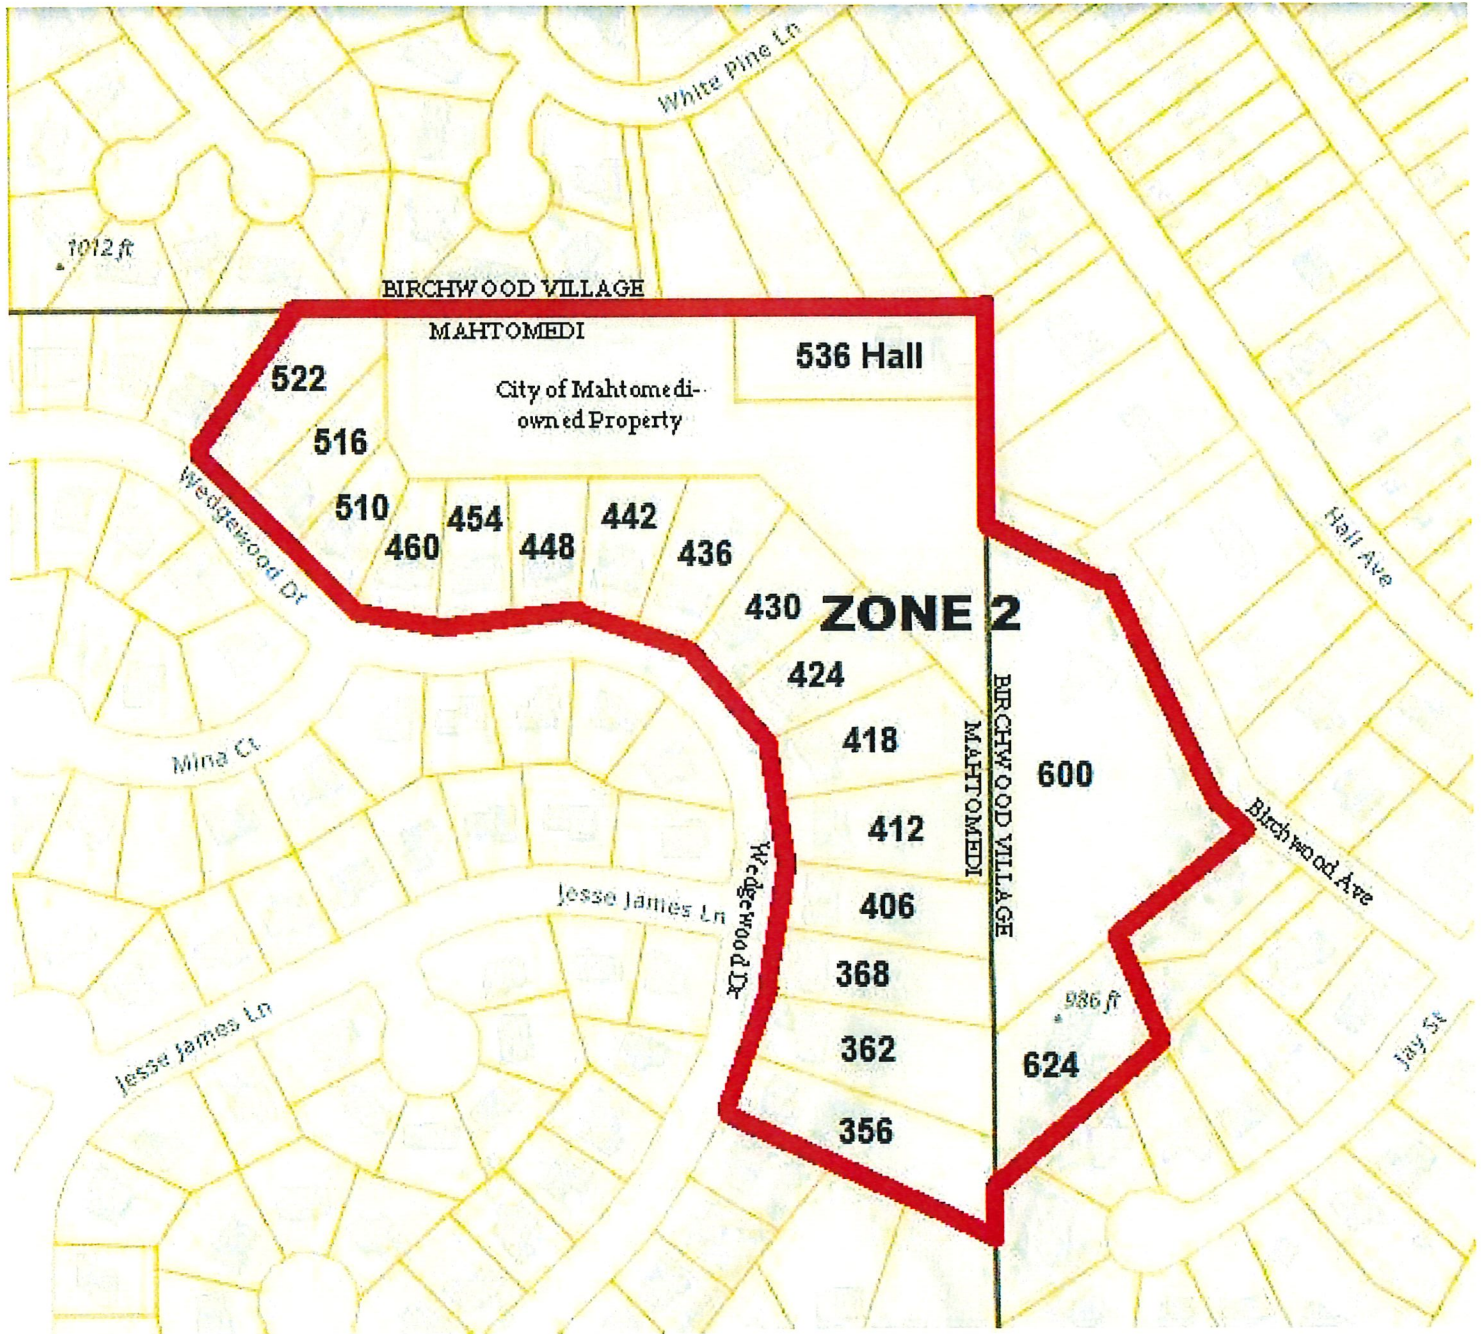 White Pine Ln
1012 ft
BIRCHWOOD VILLAGE
MAHTOMEDI
536 Hall
522
City of Mahtomedi-
owned Property
516
Wedgewood Dr
510
454
442
460
448
436
Hall Ave
430
ZONE 2
424
418
BIRCHWOOD VILLAGE
MAHTOMEDI
600
Mina Ct
412
Birchwood Ave
Wedgewood Dr
Jesse James Ln
406
368
986 ft
Jesse James Ln
362
624
Jay St
356